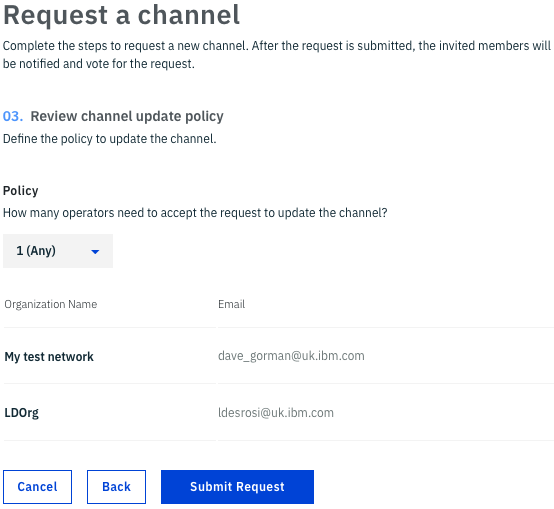 Request a channel
Complete the steps to request a new channel. After the request is submitted, the invited members will
be notified and vote for the request.
03. Review channel update policy
Define the policy to update the channel.
Policy
How many operators need to accept the request to update the channel?
1 (Any)
Organization Name Email
My test network dave_gorman@uk.ibm.com
LDOrg ldesrosi@uk.ibm.com
Cancel Back Submit Request